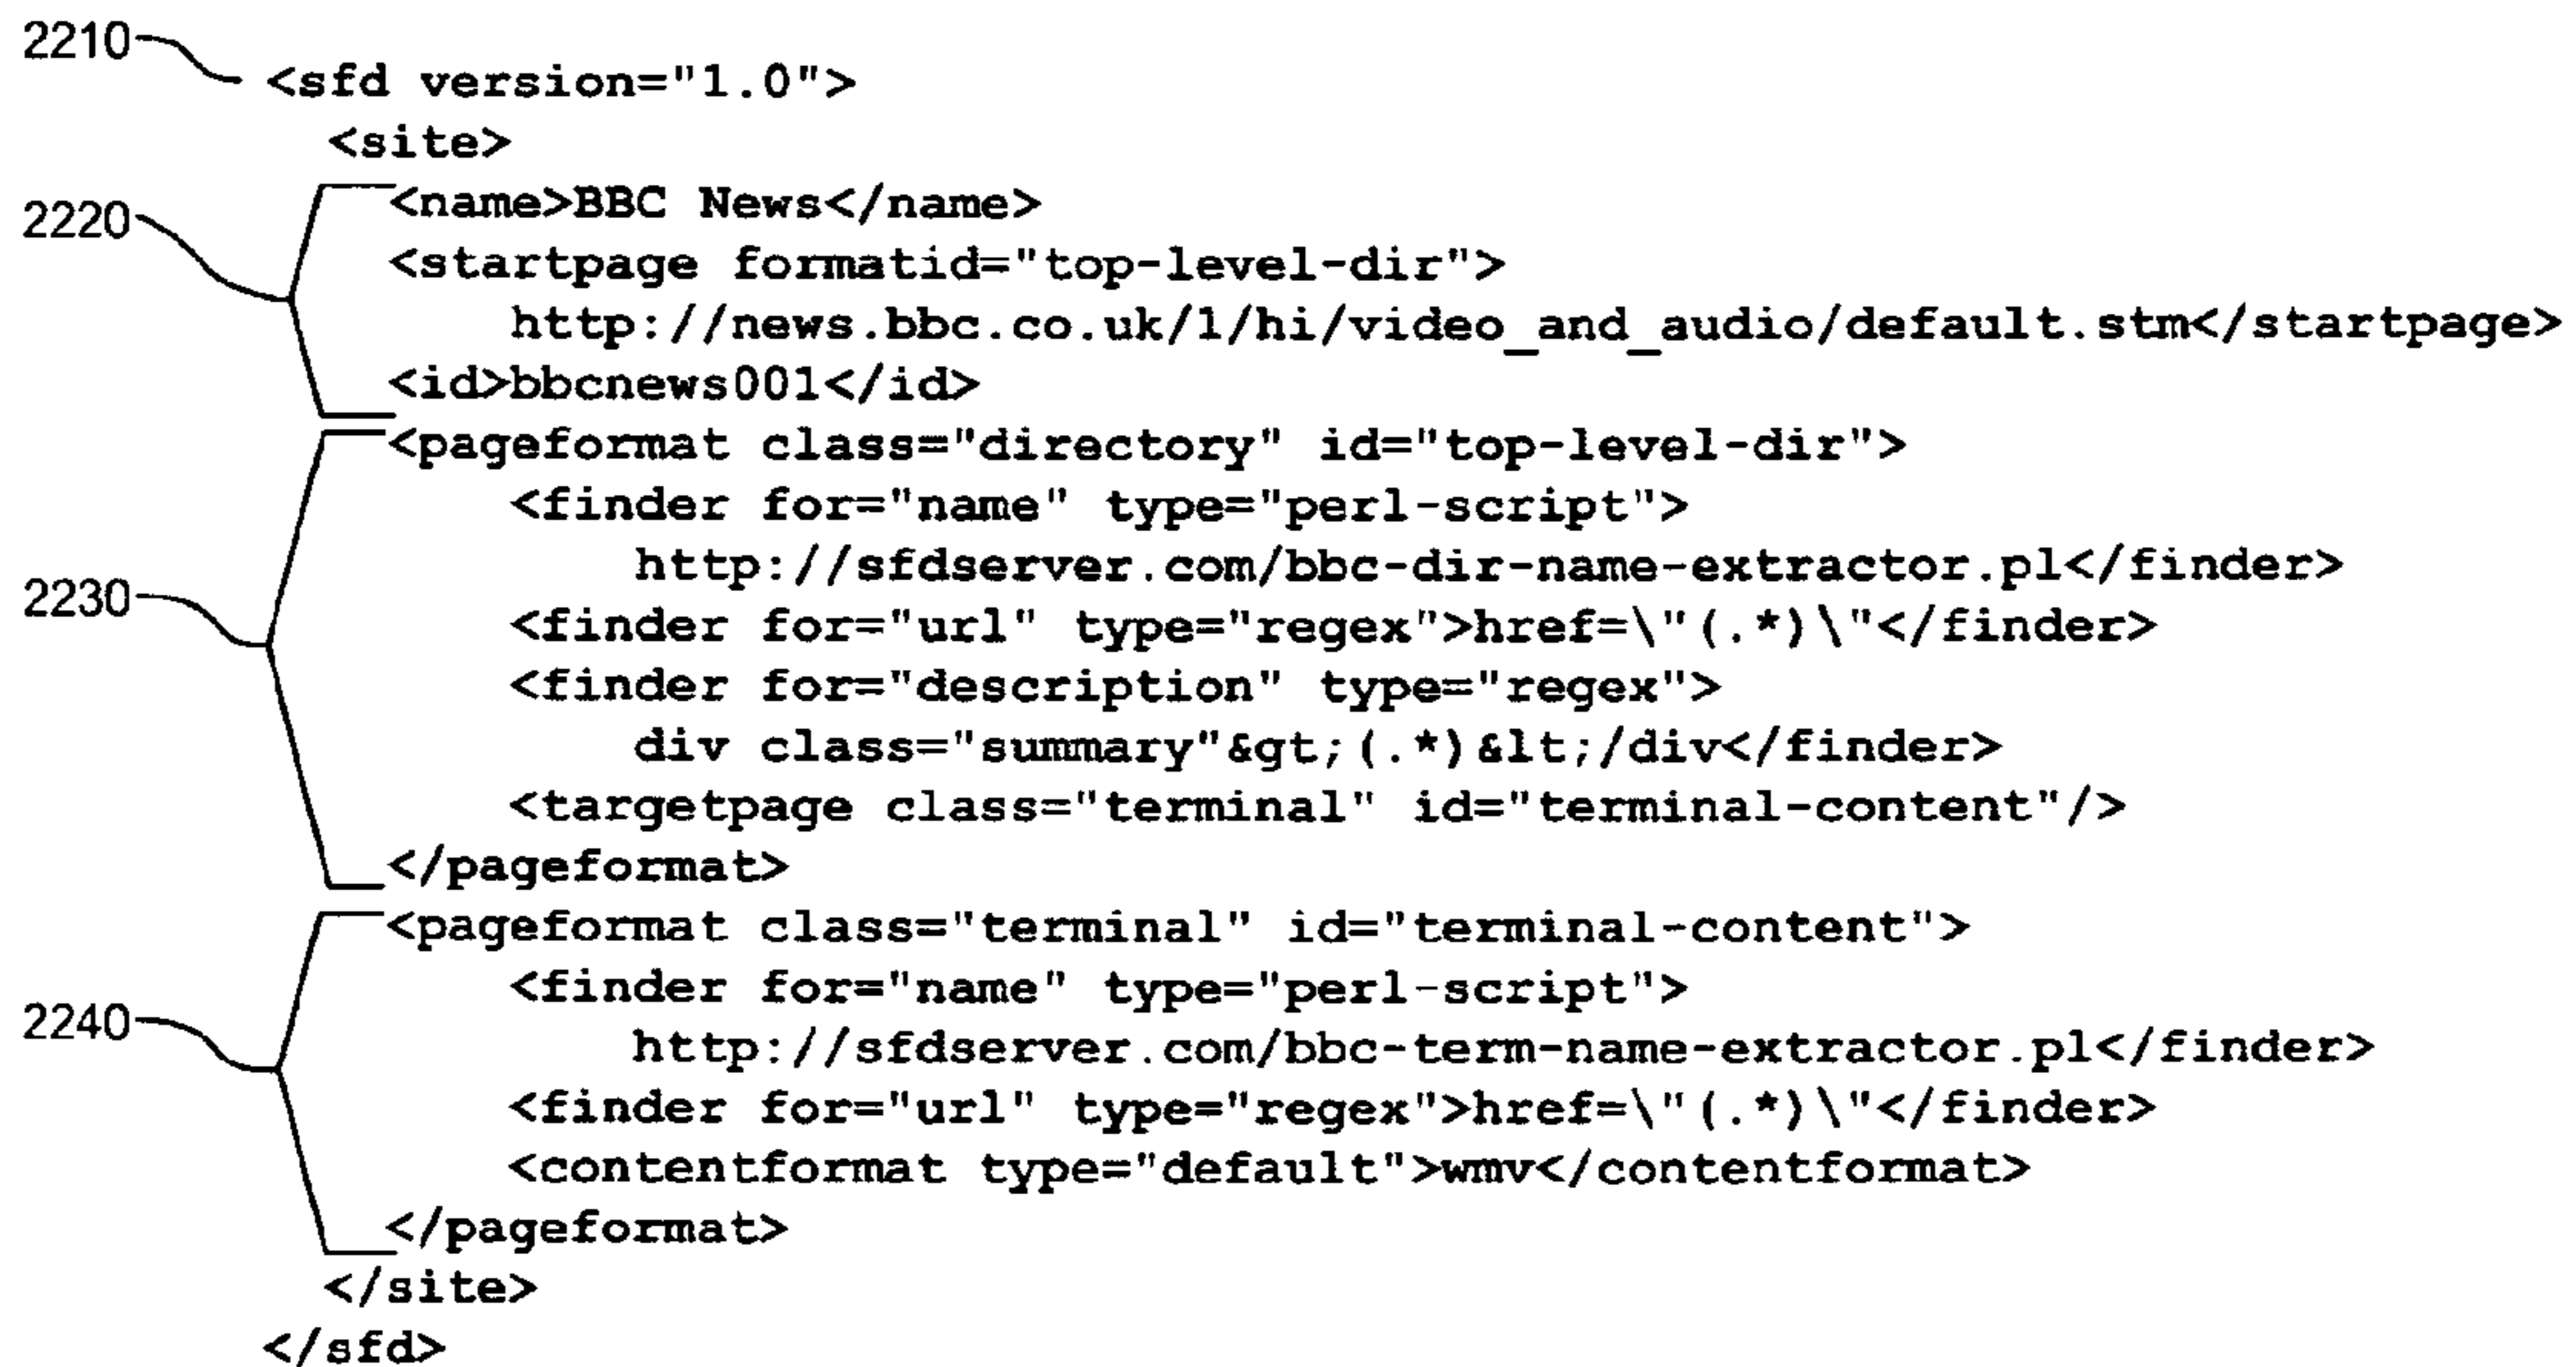 2210
<sfd version="1.0">
<site>
2220
<name>BBC News</name>
<startpage formatid="top-level-dir">
http://news.bbc.co.uk/1/hi/video_and_audio/default.stm</startpage>
<id>bbcnews001</id>
2230
<pageformat class="directory" id="top-level-dir">
<finder for="name" type="perl-script">
http://sfdserver.com/bbc-dir-name-extractor.pl</finder>
<finder for="url" type="regex">href=\"(.*)\"</finder>
<finder for="description" type="regex">
div class="summary"&gt;(.*)&lt;/div</finder>
<targetpage class="terminal" id="terminal-content"/>
</pageformat>
2240
<pageformat class="terminal" id="terminal-content">
<finder for="name" type="perl-script">
http://sfdserver.com/bbc-term-name-extractor.pl</finder>
<finder for="url" type="regex">href=\"(.*)\"</finder>
<contentformat type="default">wmv</contentformat>
</pageformat>
</site>
</sfd>